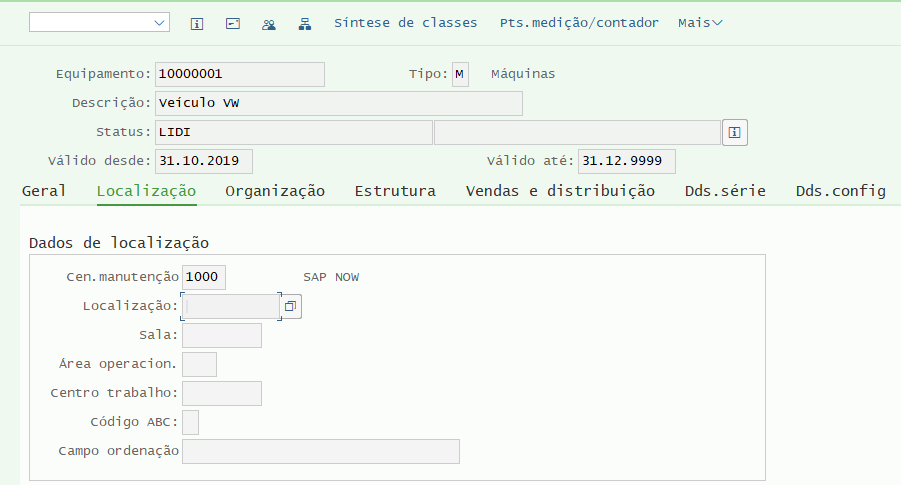 Síntese de classes Pts.medição/contador Mais
Equipamento: 10000001 Tipo: M Máquinas
Descrição: Veículo VW
Status: LIDI
Válido desde: 31.10.2019 Válido até: 31.12.9999
Geral Localização Organização Estrutura Vendas e distribuição Dds.série Dds.config
Dados de localização
Cen.manutenção 1000 SAP NOW
Localização:
Sala:
Área operacion.
Centro trabalho:
Código ABC:
Campo ordenação